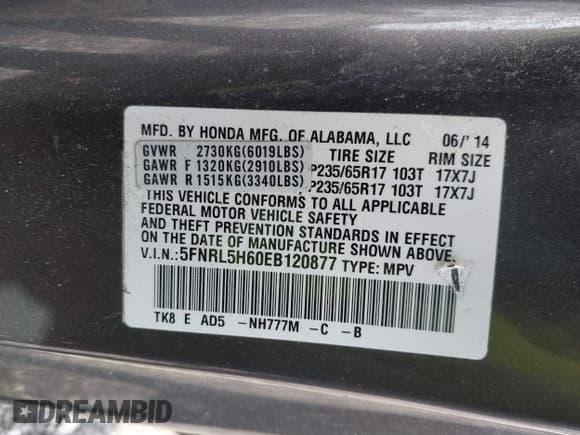 MFD. BY HONDA MFG. OF ALABAMA, LLC 06/'14
GVWR 2730KG(6019LBS) TIRE SIZE RIM SIZE
GAWR F 1320KG(2910LBS) P235/65R17 103T 17X7J
GAWR R 1515KG(3340LBS) P235/65R17 103T 17X7J
THIS VEHICLE CONFORMS TO ALL APPLICABLE
FEDERAL MOTOR VEHICLE SAFETY
AND THEFT PREVENTION STANDARDS IN EFFECT
ON THE DATE OF MANUFACTURE SHOWN ABOVE.
V.I.N.: 5FNRL5H60EB120877 TYPE: MPV
TK8 E AD5 -NH777M -C -B
DREAMBID